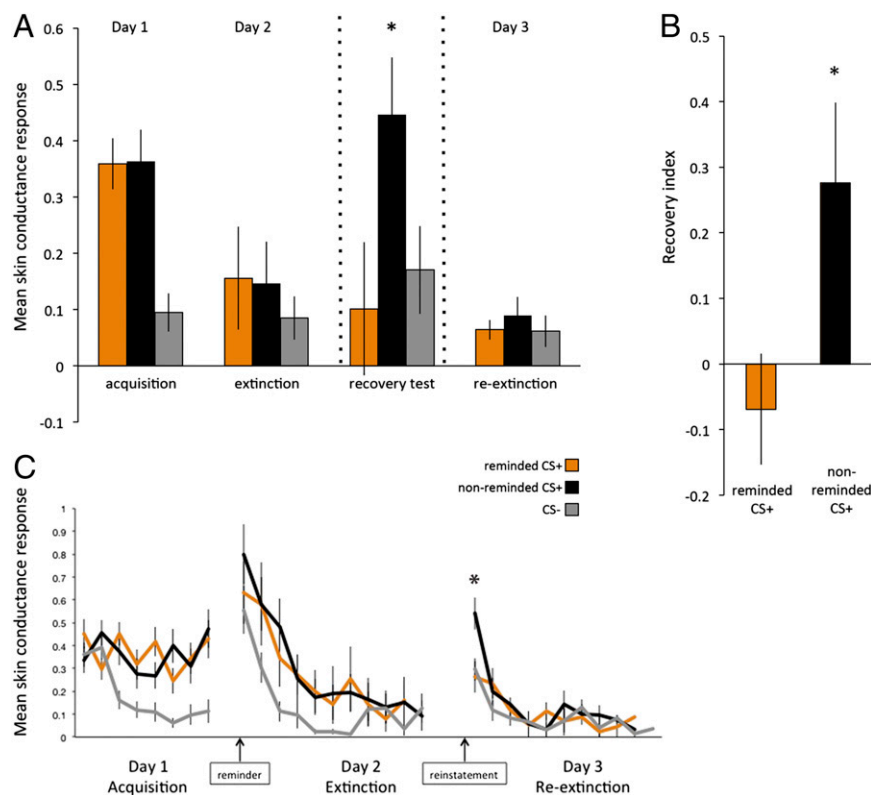 A
Day 1
Day 2
*
Day 3
Mean skin conductance response
0.6
0.5
0.4
0.3
0.2
0.1
0
-0.1
acquisition
extinction
recovery test
re-extinction
B
*
Recovery index
0.5
0.4
0.3
0.2
0.1
0
-0.1
-0.2
reminded
CS+
non-
reminded
CS+
C
reminded CS+
non-reminded CS+
CS-
Mean skin conductance response
1
0.9
0.8
0.7
0.6
0.5
0.4
0.3
0.2
0.1
0
*
Day 1
Acquisition
reminder
Day 2
Extinction
reinstatement
Day 3
Re-extinction